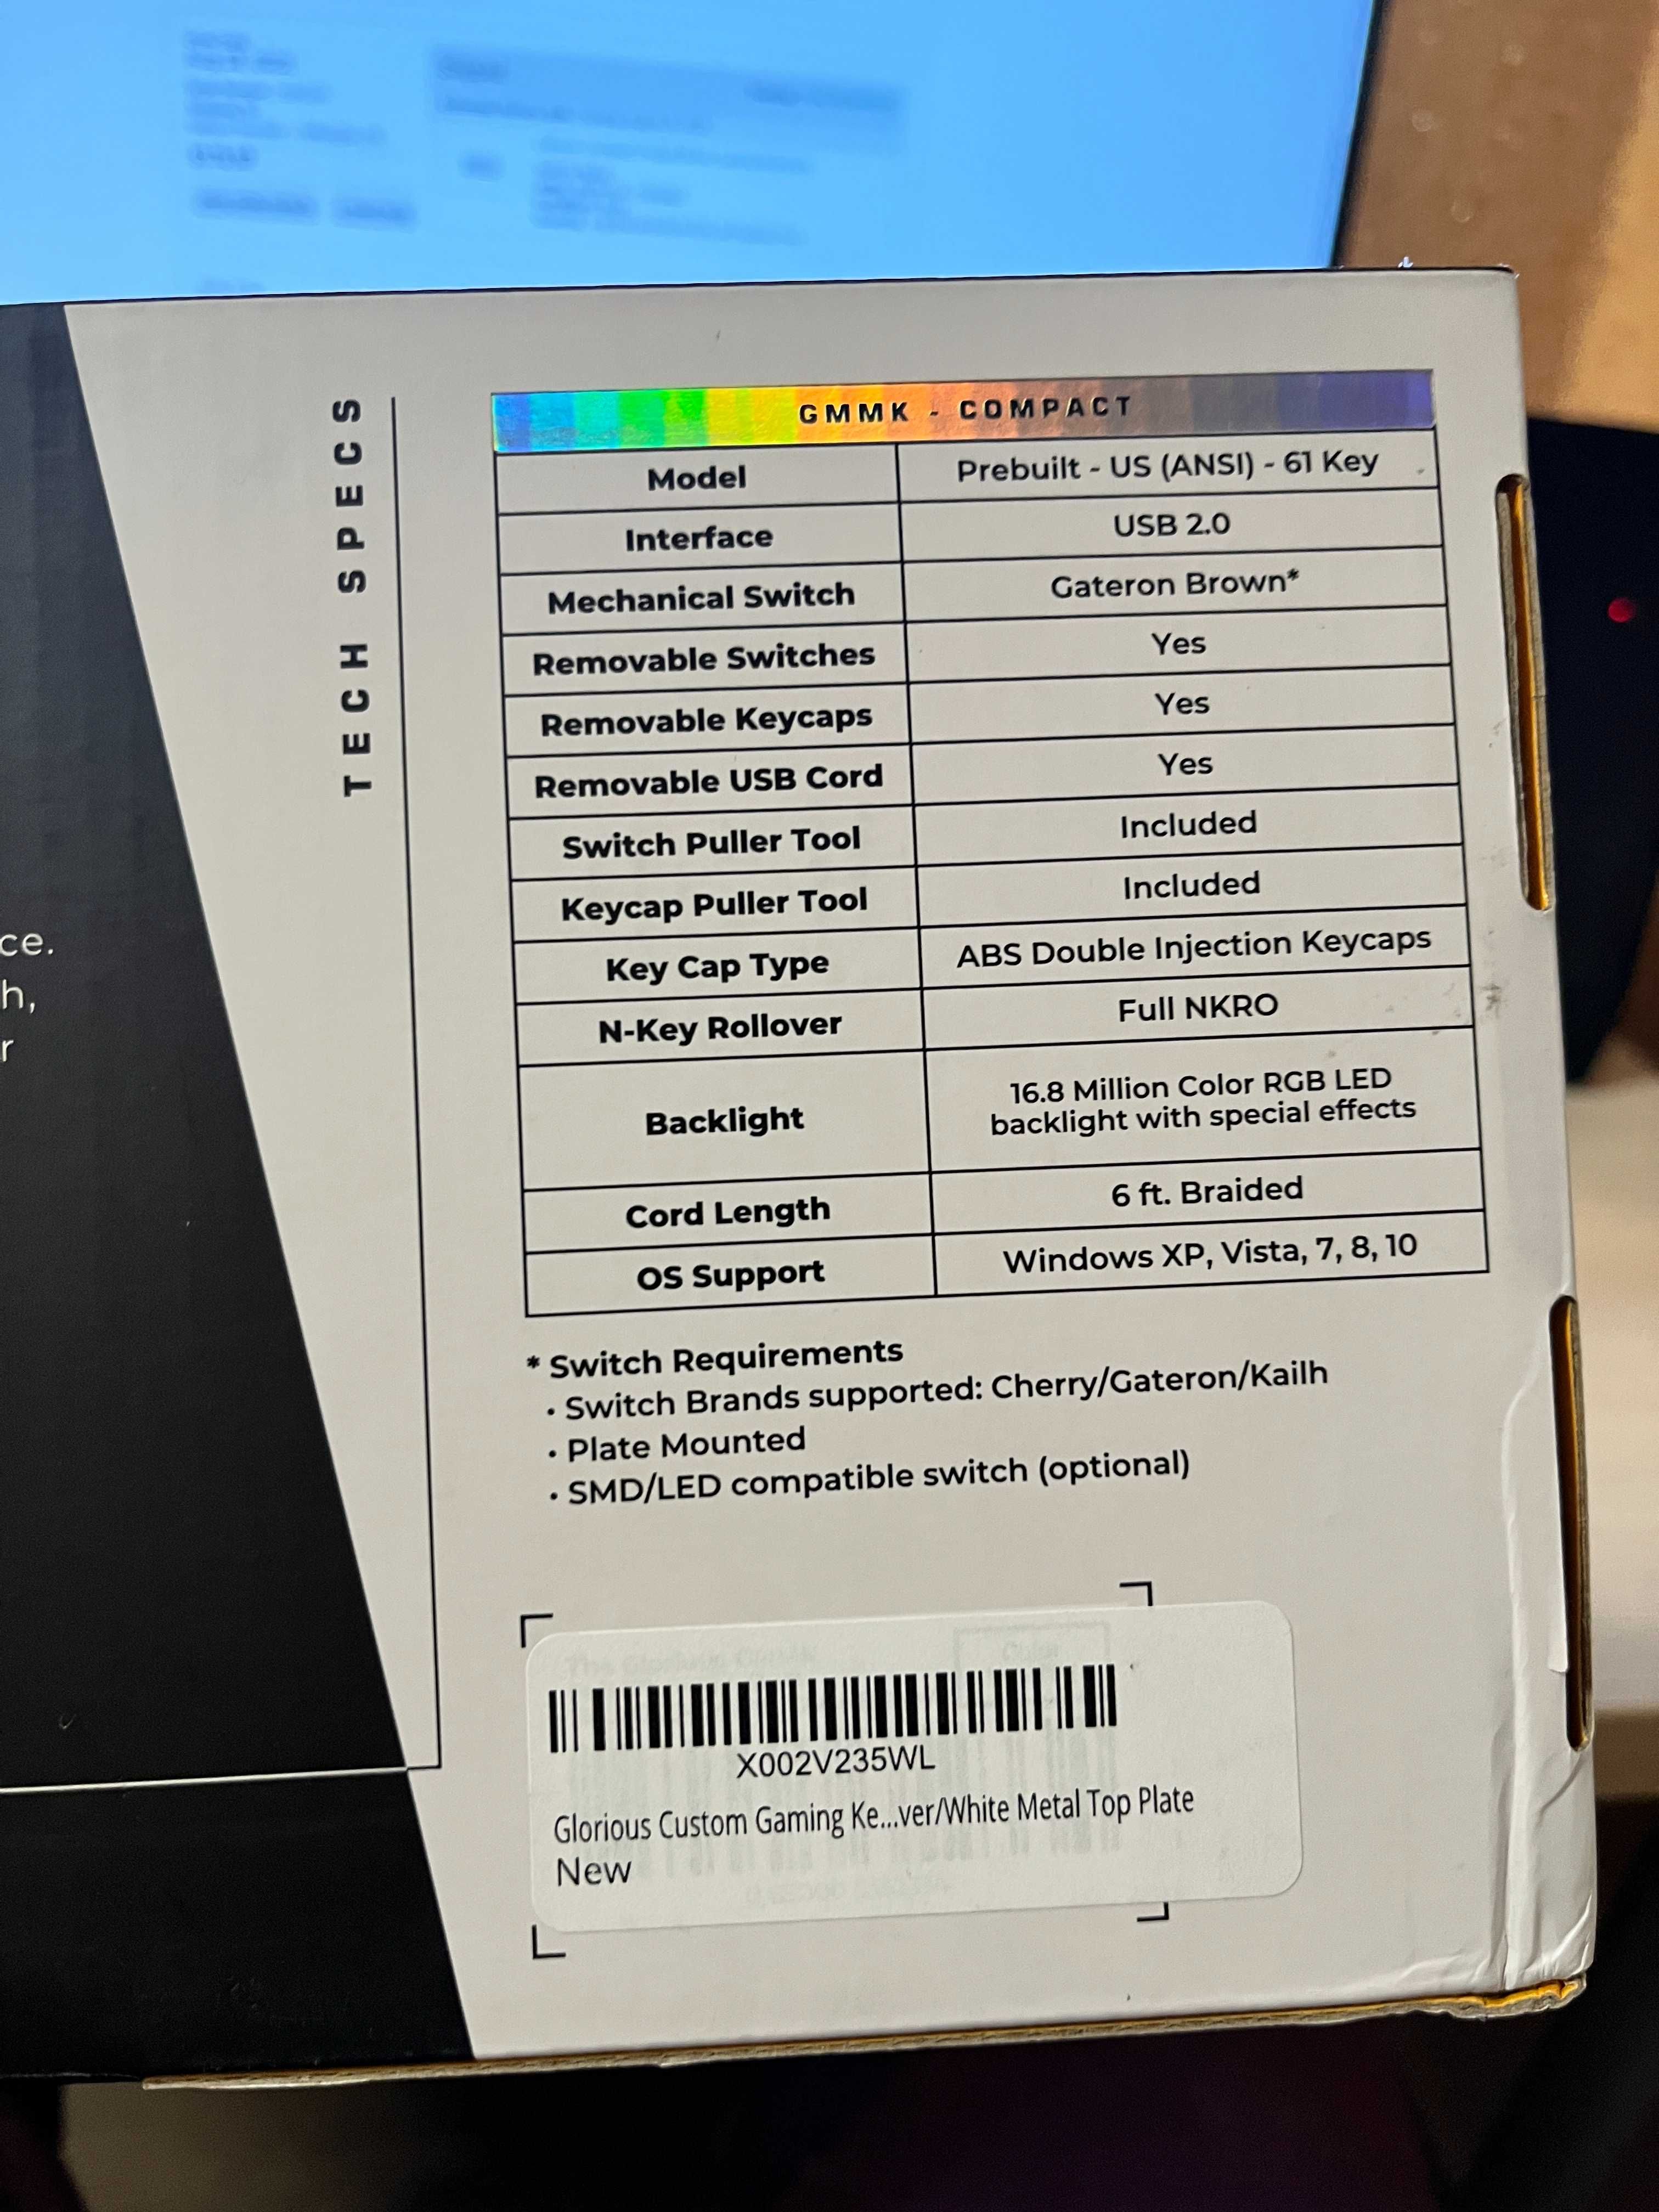 TECH SPECS
GMMK - COMPACT
Model Prebuilt - US (ANSI) - 61 Key
Interface USB 2.0
Mechanical Switch Gateron Brown*
Removable Switches Yes
Removable Keycaps Yes
Removable USB Cord Yes
Switch Puller Tool Included
Keycap Puller Tool Included
Key Cap Type ABS Double Injection Keycaps
N-Key Rollover Full NKRO
Backlight 16.8 Million Color RGB LED
backlight with special effects
Cord Length 6 ft. Braided
OS Support Windows XP, Vista, 7, 8, 10
* Switch Requirements
• Switch Brands supported: Cherry/Gateron/Kailh
• Plate Mounted
• SMD/LED compatible switch (optional)
X002V235WL
Glorious Custom Gaming Ke...ver/White Metal Top Plate
New
ce.
h,
r